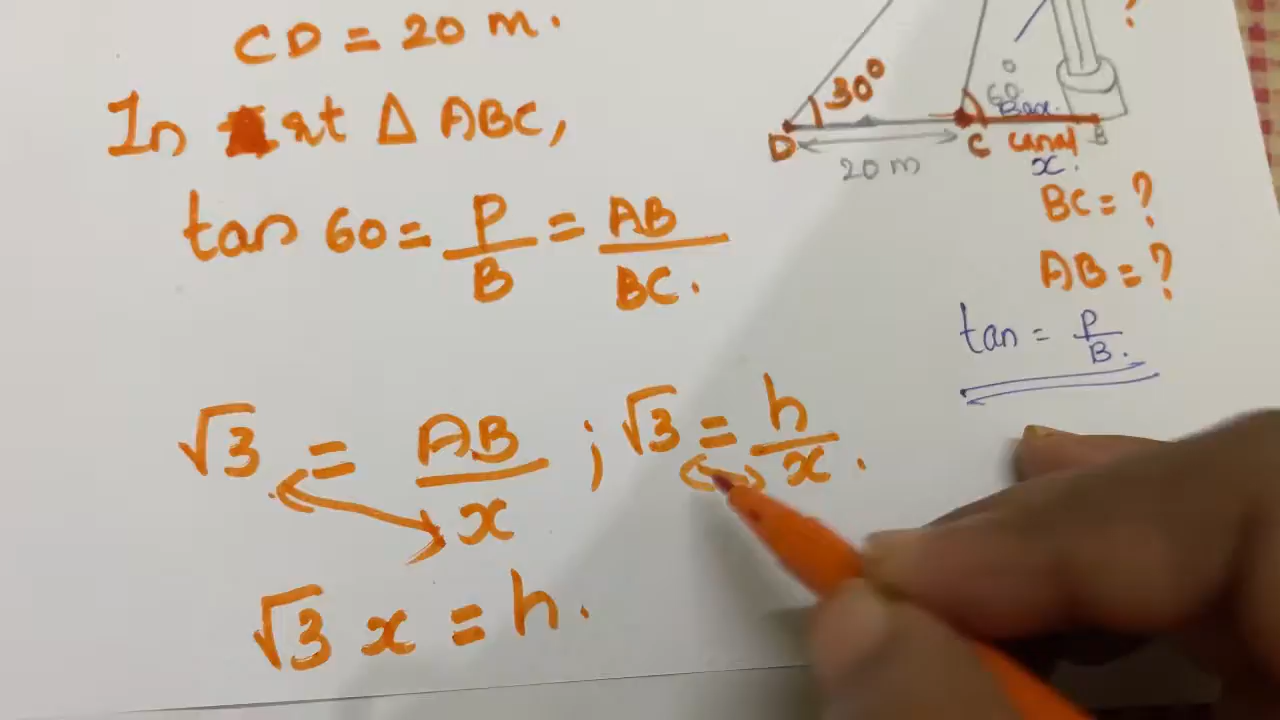 CD = 20 m.
In rt Δ ABC,
tan 60 = P/B = AB/BC.
√3 = AB/x ; √3 = h/x.
√3 x = h.
?
30°
60°
Base
D C canal B
20 m x.
BC = ?
AB = ?
tan = P/B.